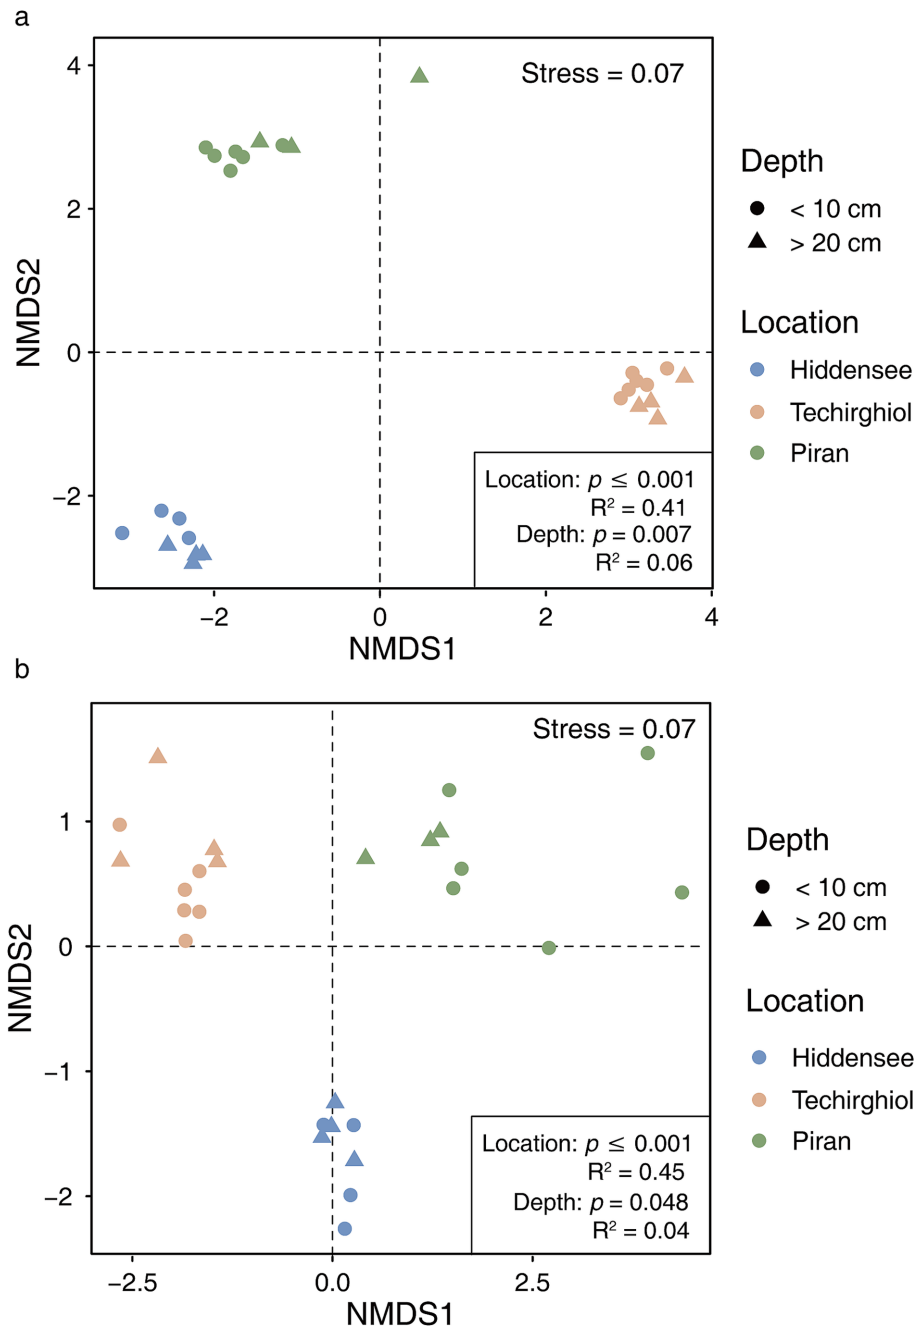 a
Stress = 0.07
4
2
0
−2
NMDS2
−2
0
2
4
NMDS1
Location: p ≤ 0.001
R² = 0.41
Depth: p = 0.007
R² = 0.06
Depth
< 10 cm
> 20 cm
Location
Hiddensee
Techirghiol
Piran
b
Stress = 0.07
1
0
−1
−2
NMDS2
−2.5
0.0
2.5
NMDS1
Location: p ≤ 0.001
R² = 0.45
Depth: p = 0.048
R² = 0.04
Depth
< 10 cm
> 20 cm
Location
Hiddensee
Techirghiol
Piran